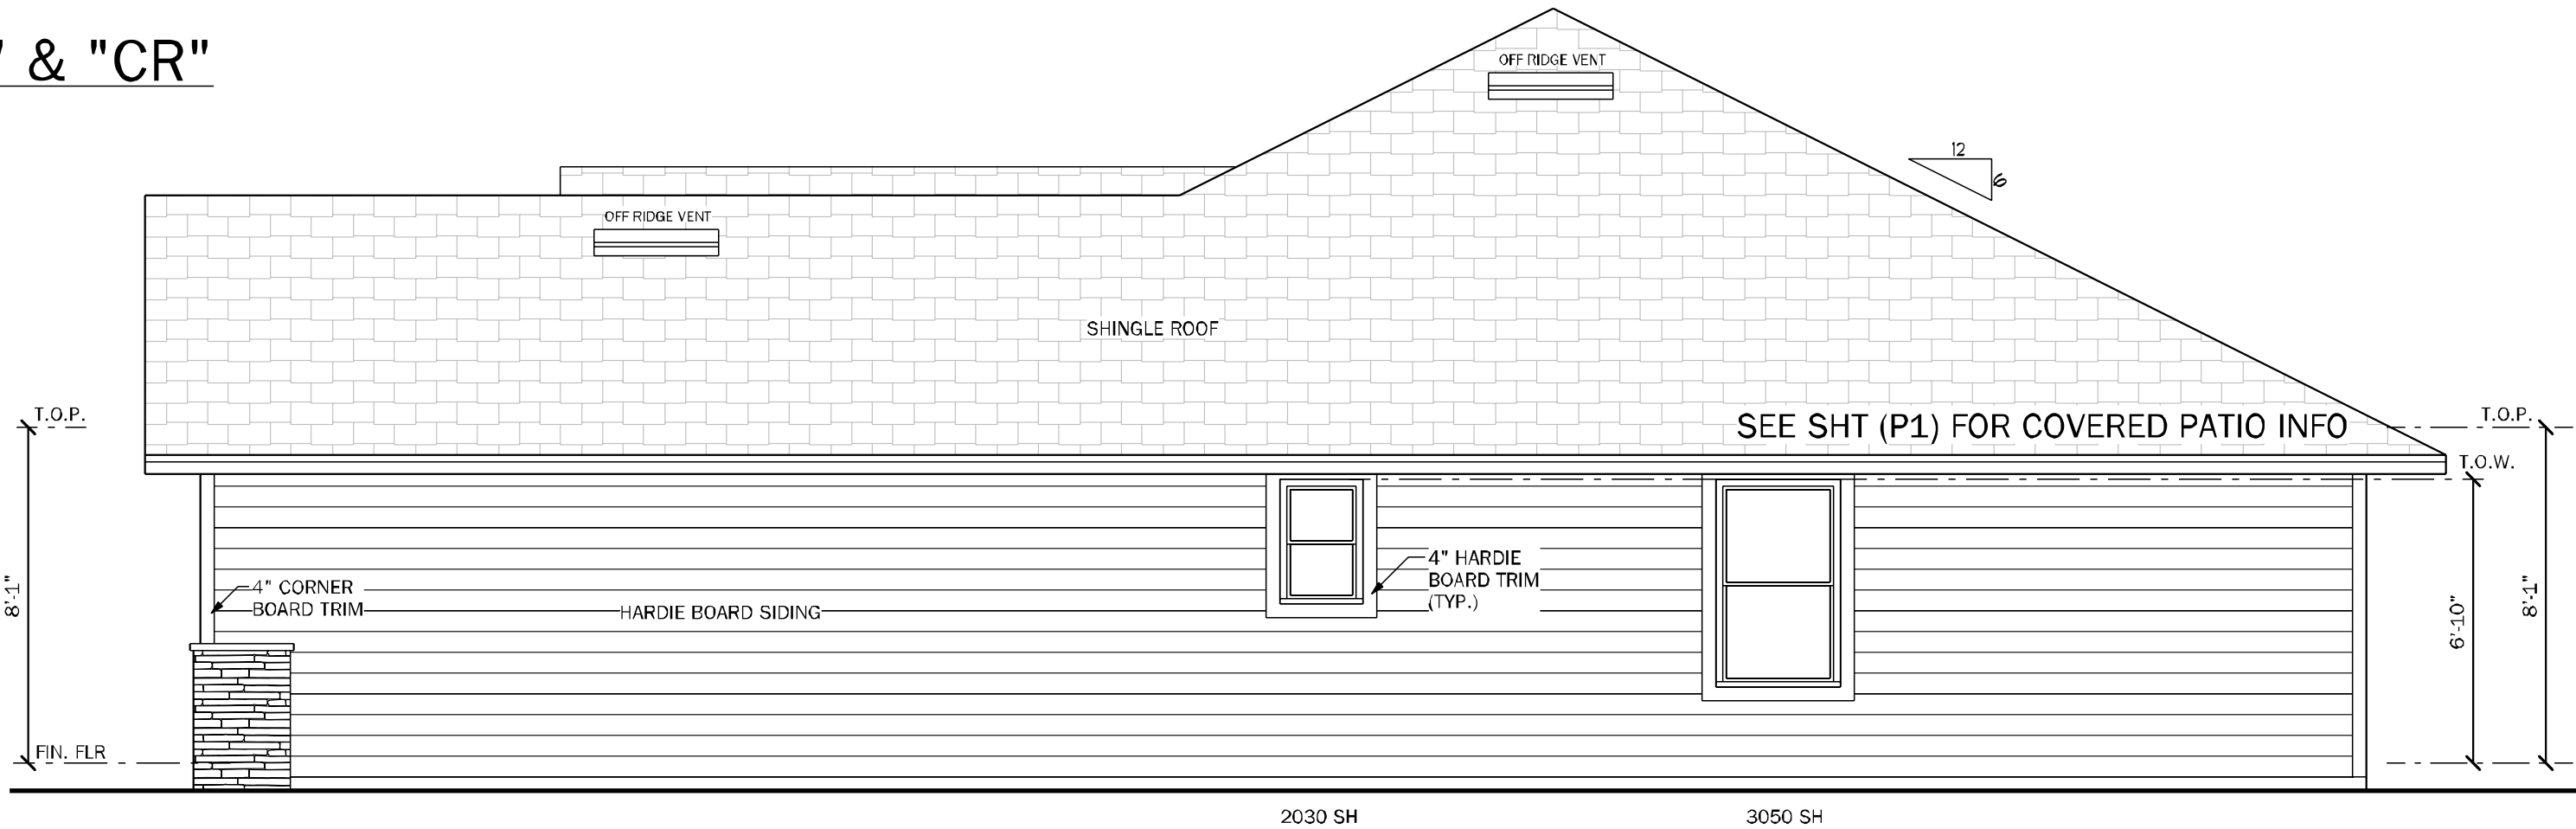 " & "CR"
OFF RIDGE VENT
12
6
OFF RIDGE VENT
SHINGLE ROOF
T.O.P.
SEE SHT (P1) FOR COVERED PATIO INFO
T.O.P.
T.O.W.
4" HARDIE
BOARD TRIM
(TYP.)
4" CORNER
BOARD TRIM
HARDIE BOARD SIDING
8'-1"
6'-10"
8'-1"
FIN. FLR
2030 SH
3050 SH